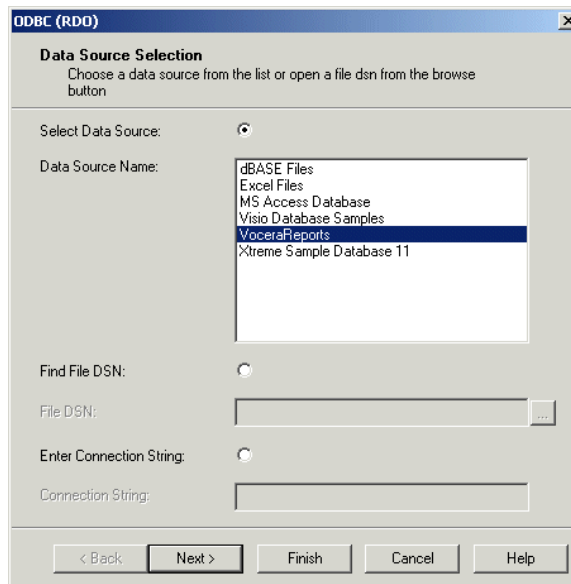 ODBC (RDO)
Data Source Selection
Choose a data source from the list or open a file dsn from the browse
button
Select Data Source:
Data Source Name:
dBASE Files
Excel Files
MS Access Database
Visio Database Samples
VoceraReports
Xtreme Sample Database 11
Find File DSN:
File DSN:
...
Enter Connection String:
Connection String:
< Back
Next >
Finish
Cancel
Help